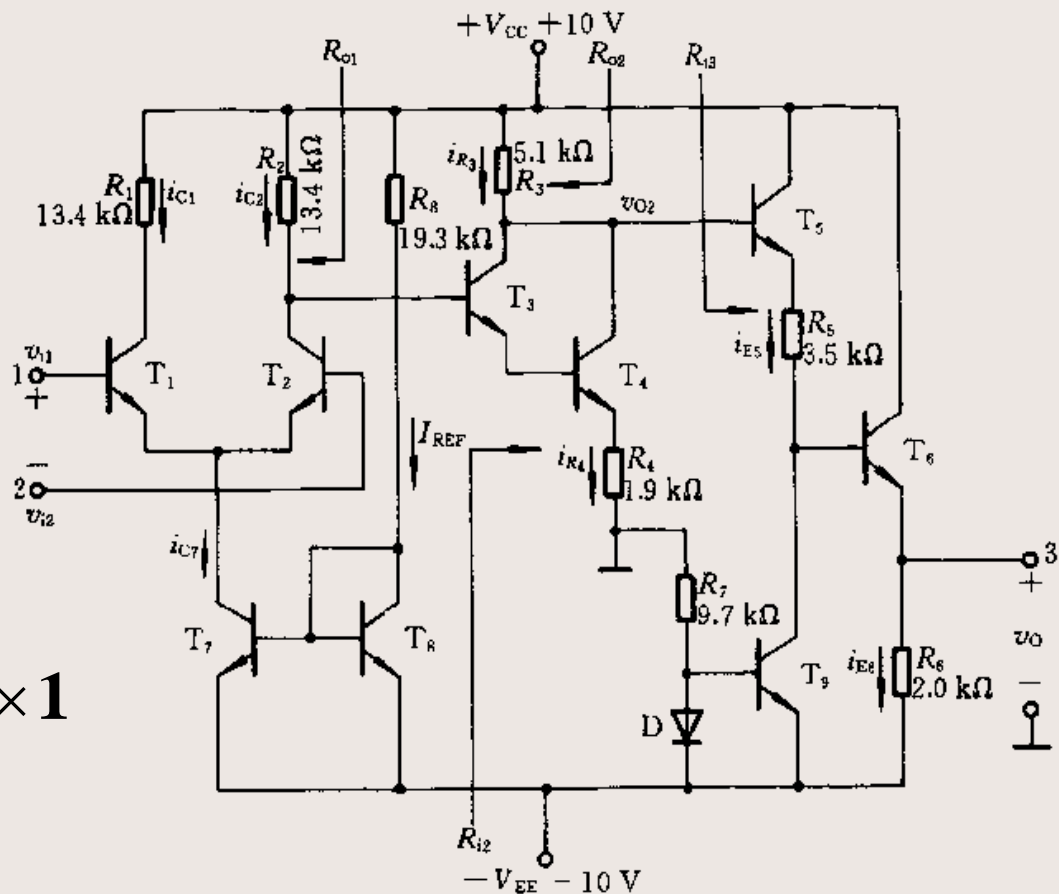 +V_CC +10 V
R_o1
R_o2
R_i3
R_1
13.4 kΩ
i_C1
R_2
i_C2
13.4 kΩ
R_8
19.3 kΩ
i_R3
5.1 kΩ
R_3
v_O2
T_5
T_3
i_E5
R_5
3.5 kΩ
v_i1
1
+
T_1
T_2
T_4
I_REF
T_6
−
2
v_i2
i_R4
R_4
1.9 kΩ
i_C7
3
+
R_7
9.7 kΩ
T_7
T_8
T_9
i_E6
R_6
2.0 kΩ
v_O
−
×1
D
R_i2
−V_EE −10 V